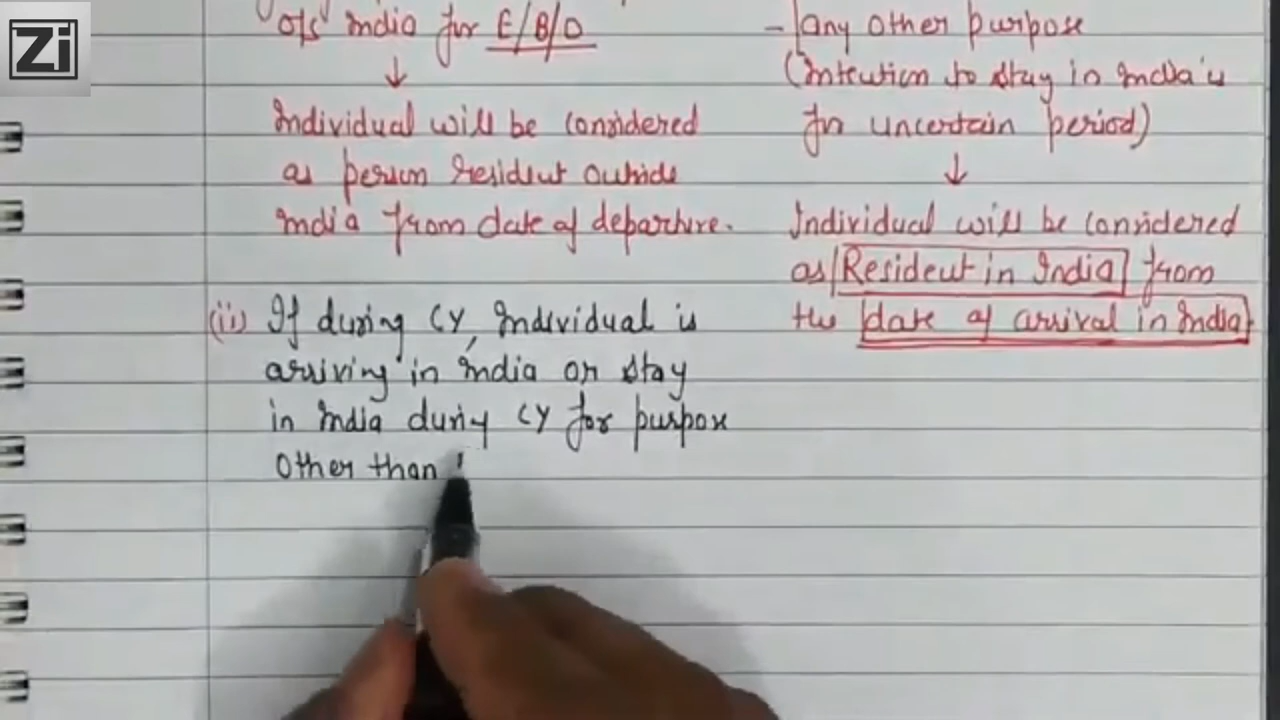 Zi
o/s India for E/B/O
↓
Individual will be considered
as person resident outside
India from date of departure.
(ii) If during CY, Individual is
arriving in India or stay
in India during CY for purpose
Other than
- any other purpose
(Intention to stay in India is
for uncertain period)
↓
Individual will be considered
as Resident in India from
the date of arrival in India